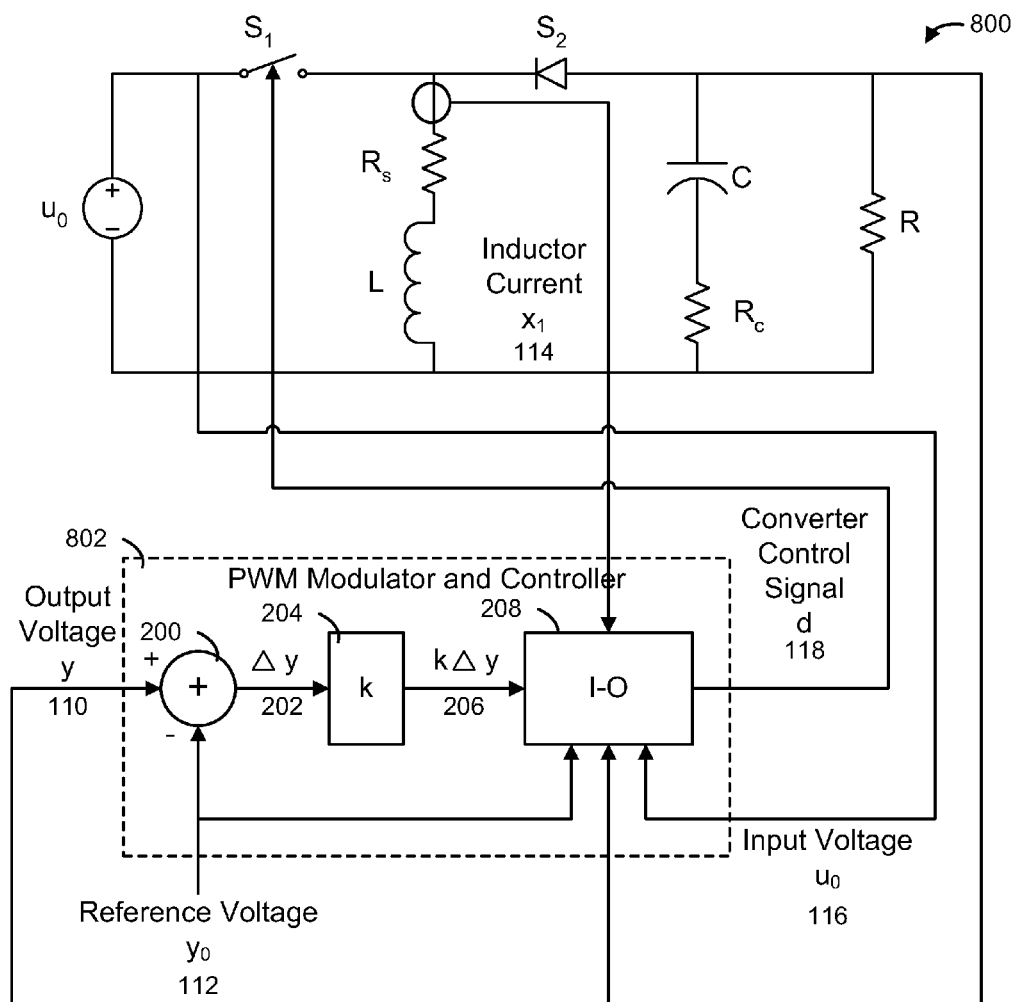 S1
S2
800
+
-
u0
Rs
L
Inductor
Current
x1
114
C
Rc
R
802
PWM Modulator and Controller
Converter
Control
Signal
d
118
Output
Voltage
y
110
200
+
+
-
△ y
202
204
k
k △ y
206
208
I-O
Input Voltage
u0
116
Reference Voltage
y0
112